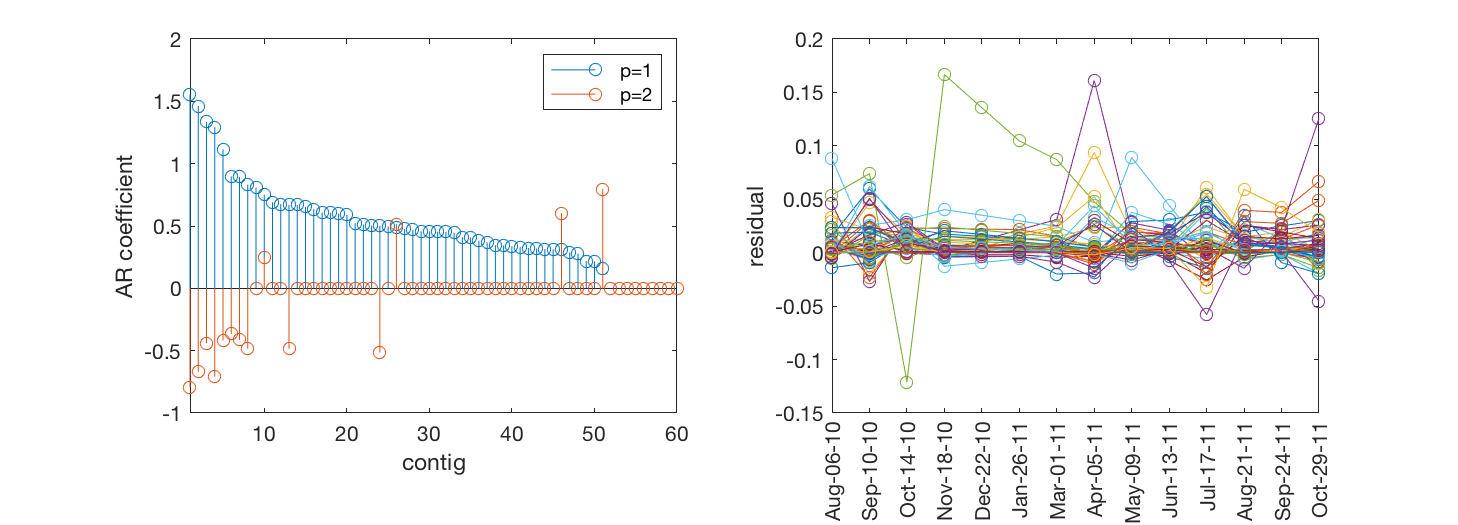 2
1.5
1
0.5
0
-0.5
-1
AR coefficient
10
20
30
40
50
60
contig
p=1
p=2
0.2
0.15
0.1
0.05
0
-0.05
-0.1
-0.15
residual
Aug-06-10
Sep-10-10
Oct-14-10
Nov-18-10
Dec-22-10
Jan-26-11
Mar-01-11
Apr-05-11
May-09-11
Jun-13-11
Jul-17-11
Aug-21-11
Sep-24-11
Oct-29-11